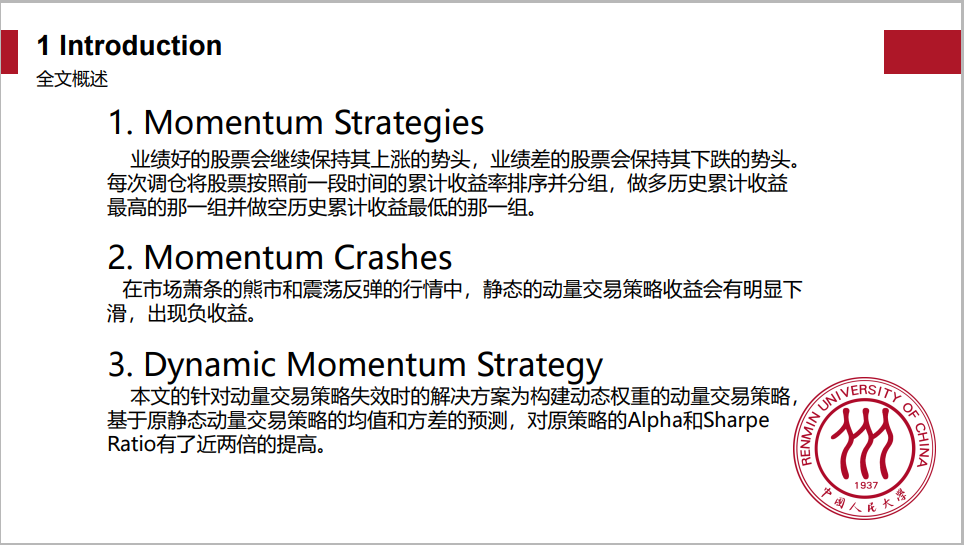 1 Introduction
全文概述
1. Momentum Strategies
业绩好的股票会继续保持其上涨的势头，业绩差的股票会保持其下跌的势头。
每次调仓将股票按照前一段时间的累计收益率排序并分组，做多历史累计收益
最高的那一组并做空历史累计收益最低的那一组。
2. Momentum Crashes
在市场萧条的熊市和震荡反弹的行情中，静态的动量交易策略收益会有明显下
滑，出现负收益。
3. Dynamic Momentum Strategy
本文的针对动量交易策略失效时的解决方案为构建动态权重的动量交易策略，
基于原静态动量交易策略的均值和方差的预测，对原策略的Alpha和Sharpe
Ratio有了近两倍的提高。
RENMIN UNIVERSITY OF CHINA
1937
中国人民大学